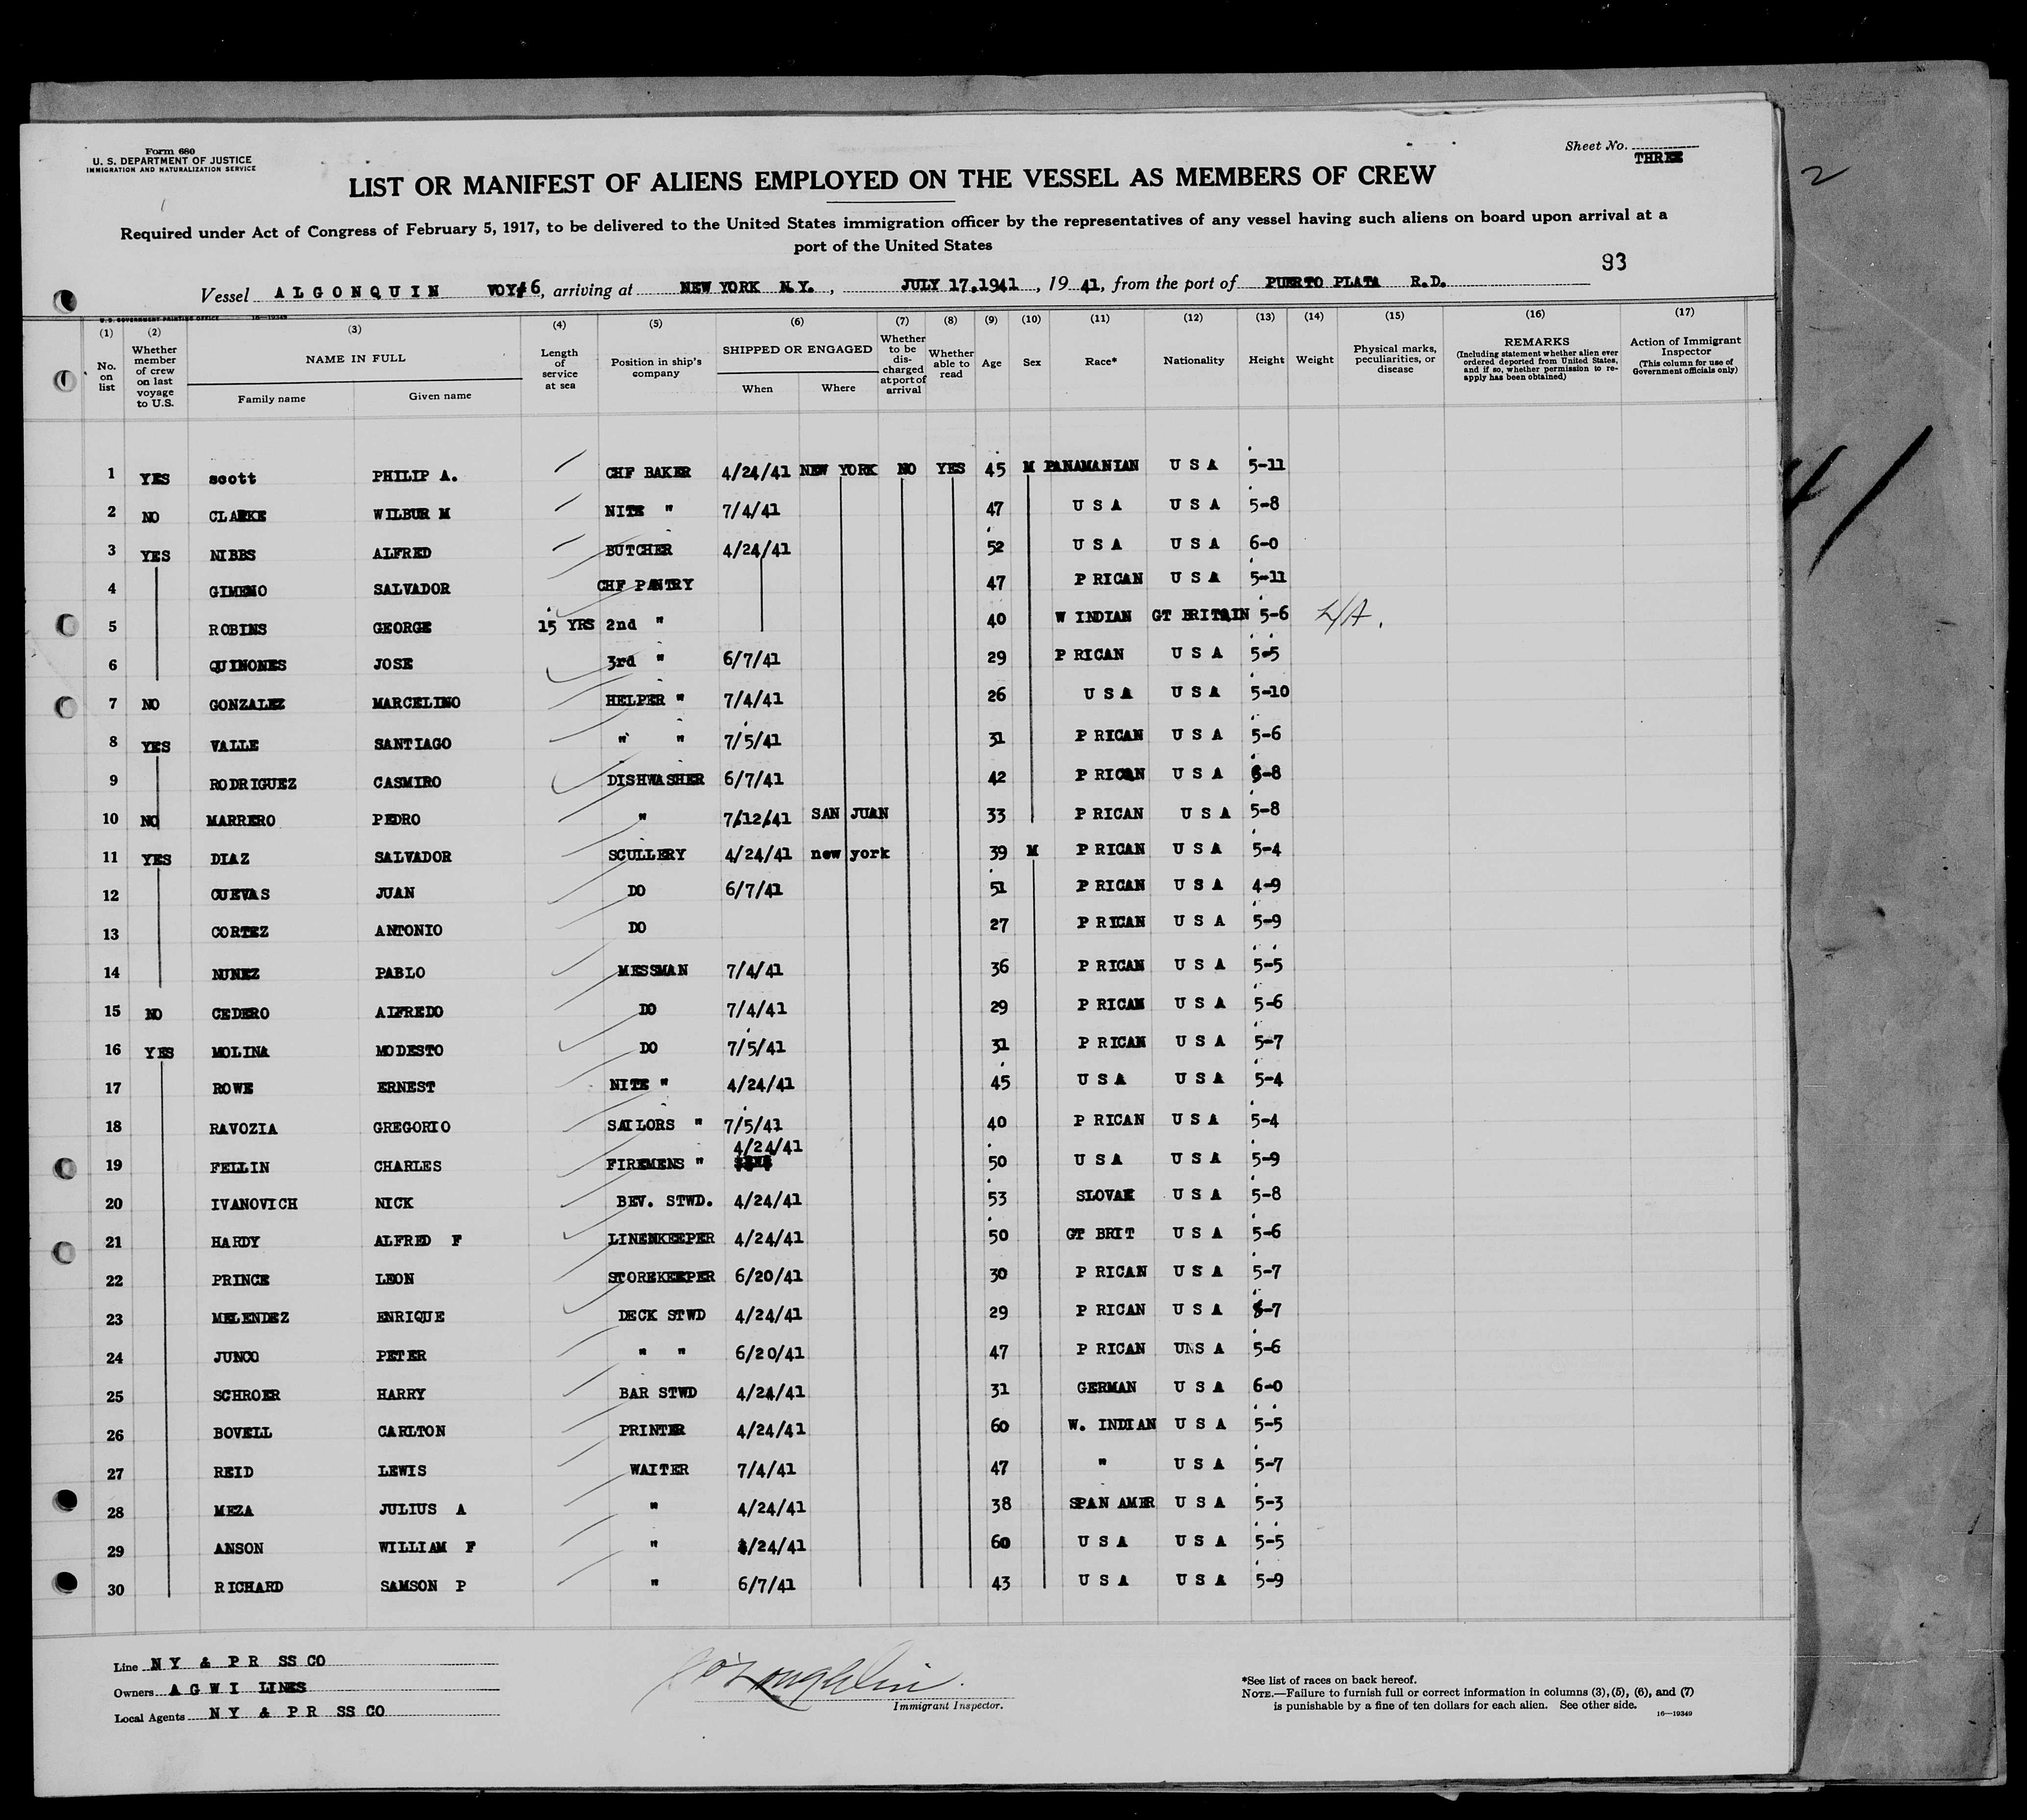 Form 680
U. S. DEPARTMENT OF JUSTICE
IMMIGRATION AND NATURALIZATION SERVICE
Sheet No. THREE
2
LIST OR MANIFEST OF ALIENS EMPLOYED ON THE VESSEL AS MEMBERS OF CREW
Required under Act of Congress of February 5, 1917, to be delivered to the United States immigration officer by the representatives of any vessel having such aliens on board upon arrival at a
port of the United States
93
Vessel ALGONQUIN VOY#6, arriving at NEW YORK N.Y., JULY 17.1941, 19 41, from the port of PUERTO PLATA R.D.
U.S. GOVERNMENT PRINTING OFFICE 16-19349
(1) (2) (3) (4) (5) (6) (7) (8) (9) (10) (11) (12) (13) (14) (15) (16) (17)
No. on list
Whether member of crew on last voyage to U.S.
NAME IN FULL
Family name
Given name
Length of service at sea
Position in ship's company
SHIPPED OR ENGAGED
When
Where
Whether to be discharged at port of arrival
Whether able to read
Age
Sex
Race*
Nationality
Height
Weight
Physical marks, peculiarities, or disease
REMARKS
(Including statement whether alien ever ordered deported from United States, and if so, whether permission to reapply has been obtained)
Action of Immigrant Inspector
(This column for use of Government officials only)
1 YES scott PHILIP A. CHF BAKER 4/24/41 NEW YORK NO YES 45 M PANAMANIAN U S A 5-11
2 NO CLARKE WILBUR M NITE " 7/4/41 47 U S A U S A 5-8
3 YES NIBBS ALFRED BUTCHER 4/24/41 52 U S A U S A 6-0
4 GIMENO SALVADOR CHF PANTRY 47 P RICAN U S A 5-11
5 ROBINS GEORGE 15 YRS 2nd " 40 W INDIAN GT BRITAIN 5-6
6 QUINONES JOSE 3rd " 6/7/41 29 P RICAN U S A 5-5
7 NO GONZALEZ MARCELINO HELPER " 7/4/41 26 U S A U S A 5-10
8 YES VALLE SANTIAGO " " 7/5/41 31 P RICAN U S A 5-6
9 RODRIGUEZ CASMIRO DISHWASHER 6/7/41 42 P RICAN U S A 5-8
10 NO MARRERO PEDRO " 7/12/41 SAN JUAN 33 P RICAN U S A 5-8
11 YES DIAZ SALVADOR SCULLERY 4/24/41 new york 39 M P RICAN U S A 5-4
12 CUEVAS JUAN DO 6/7/41 51 P RICAN U S A 4-9
13 CORTEZ ANTONIO DO 27 P RICAN U S A 5-9
14 NUNEZ PABLO MESSMAN 7/4/41 36 P RICAN U S A 5-5
15 NO CEDERO ALFREDO DO 7/4/41 29 P RICAN U S A 5-6
16 YES MOLINA MODESTO DO 7/5/41 31 P RICAN U S A 5-7
17 ROWE ERNEST NITE " 4/24/41 45 U S A U S A 5-4
18 RAVOZIA GREGORIO SAILORS " 7/5/41 40 P RICAN U S A 5-4
19 FELLIN CHARLES FIREMENS " 4/24/41 50 U S A U S A 5-9
20 IVANOVICH NICK BEV. STWD. 4/24/41 53 SLOVAK U S A 5-8
21 HARDY ALFRED F LINENKEEPER 4/24/41 50 GT BRIT U S A 5-6
22 PRINCE LEON STOREKEEPER 6/20/41 30 P RICAN U S A 5-7
23 MELENDEZ ENRIQUE DECK STWD 4/24/41 29 P RICAN U S A 5-7
24 JUNCO PETER " " 6/20/41 47 P RICAN UNS A 5-6
25 SCHROER HARRY BAR STWD 4/24/41 31 GERMAN U S A 6-0
26 BOVELL CARLTON PRINTER 4/24/41 60 W. INDIAN U S A 5-5
27 REID LEWIS WAITER 7/4/41 47 " U S A 5-7
28 MEZA JULIUS A " 4/24/41 38 SPAN AMER U S A 5-3
29 ANSON WILLIAM F " 4/24/41 60 U S A U S A 5-5
30 RICHARD SAMSON P " 6/7/41 43 U S A U S A 5-9
Line NY & PR SS CO
Owners AGWI LINES
Local Agents NY & PR SS CO
O'Loughlin
Immigrant Inspector.
*See list of races on back hereof.
NOTE.—Failure to furnish full or correct information in columns (3), (5), (6), and (7)
is punishable by a fine of ten dollars for each alien. See other side.
16—19349